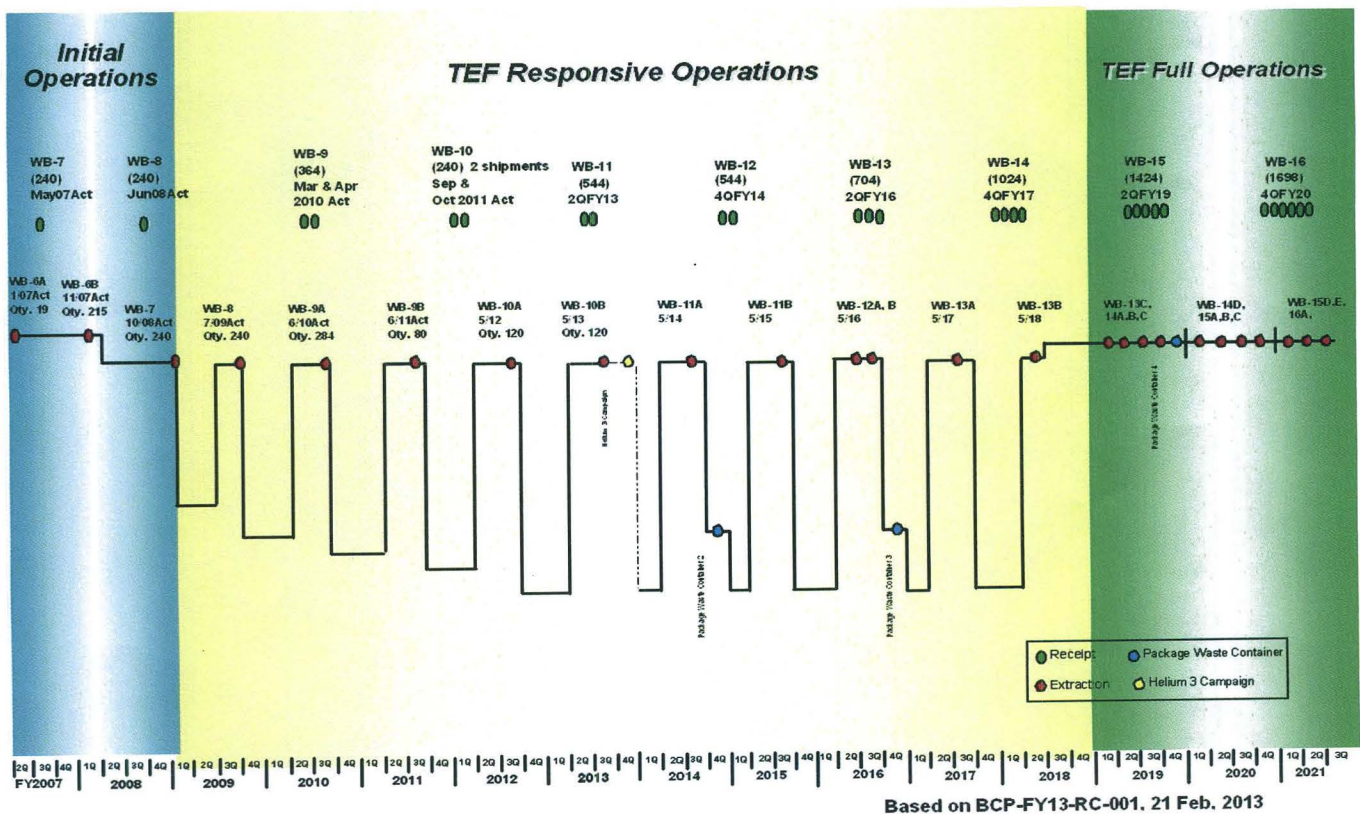 Initial
Operations
TEF Responsive Operations
TEF Full Operations
WB-7
(240)
May07Act
WB-8
(240)
Jun08Act
WB-9
(364)
Mar & Apr
2010 Act
WB-10
(240) 2 shipments
Sep &
Oct 2011 Act
WB-11
(544)
2QFY13
WB-12
(544)
4QFY14
WB-13
(704)
2QFY16
WB-14
(1024)
4QFY17
WB-15
(1424)
2QFY19
WB-16
(1698)
4QFY20
WB-6A
1/07Act
Qty. 19
WB-6B
11/07Act
Qty. 215
WB-7
10/08Act
Qty. 240
WB-8
7/09Act
Qty. 240
WB-9A
6/10Act
Qty. 284
WB-9B
6/11Act
Qty. 80
WB-10A
5/12
Qty. 120
WB-10B
5/13
Qty. 120
WB-11A
5/14
WB-11B
5/15
WB-12A, B
5/16
WB-13A
5/17
WB-13B
5/18
WB-13C,
14A,B,C
WB-14D,
15A,B,C
WB-15D,E,
16A,
Helium 3 Campaign
Package Waste Container 2
Package Waste Container 3
Package Waste Container 4
Receipt
Package Waste Container
Extraction
Helium 3 Campaign
2Q 3Q 4Q 1Q 2Q 3Q 4Q 1Q 2Q 3Q 4Q 1Q 2Q 3Q 4Q 1Q 2Q 3Q 4Q 1Q 2Q 3Q 4Q 1Q 2Q 3Q 4Q 1Q 2Q 3Q 4Q 1Q 2Q 3Q 4Q 1Q 2Q 3Q 4Q 1Q 2Q 3Q 4Q 1Q 2Q 3Q 4Q 1Q 2Q 3Q 4Q 1Q 2Q 3Q 4Q 1Q 2Q 3Q
FY2007 2008 2009 2010 2011 2012 2013 2014 2015 2016 2017 2018 2019 2020 2021
Based on BCP-FY13-RC-001, 21 Feb. 2013